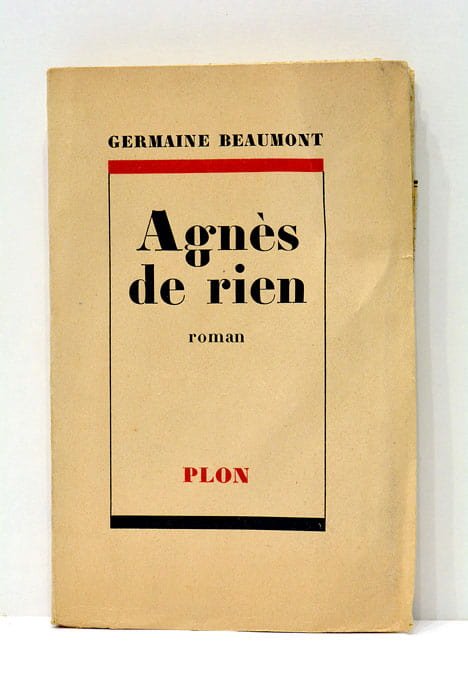 GERMAINE BEAUMONT
Agnès
de rien
roman
PLON